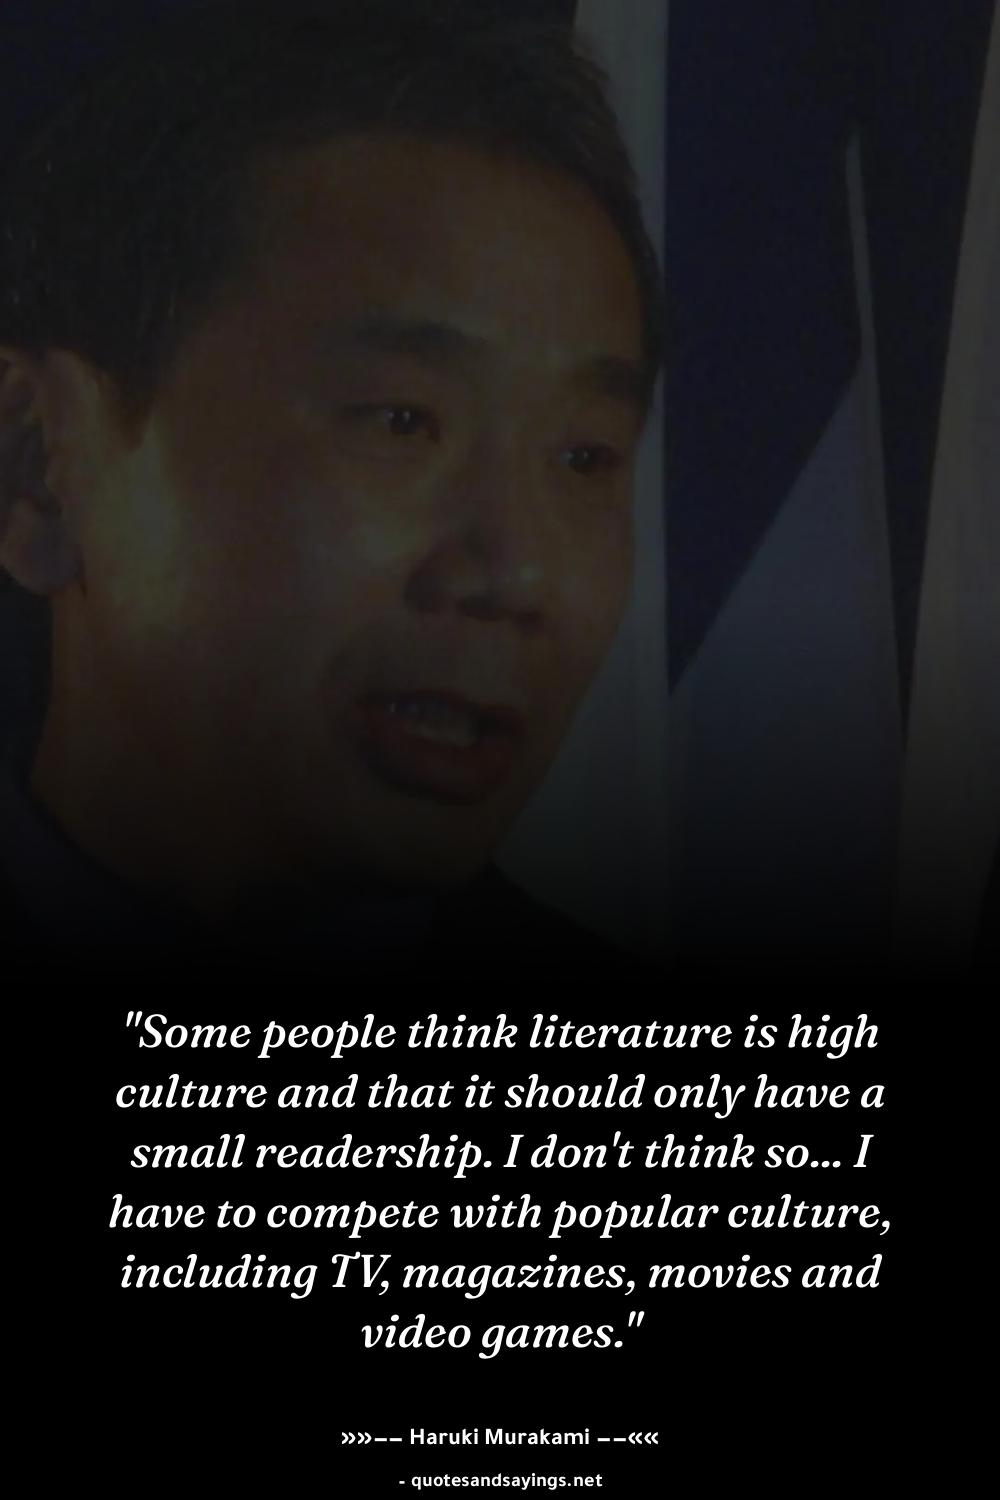 "Some people think literature is high
culture and that it should only have a
small readership. I don't think so... I
have to compete with popular culture,
including TV, magazines, movies and
video games."
»»–– Haruki Murakami ––««
- quotesandsayings.net